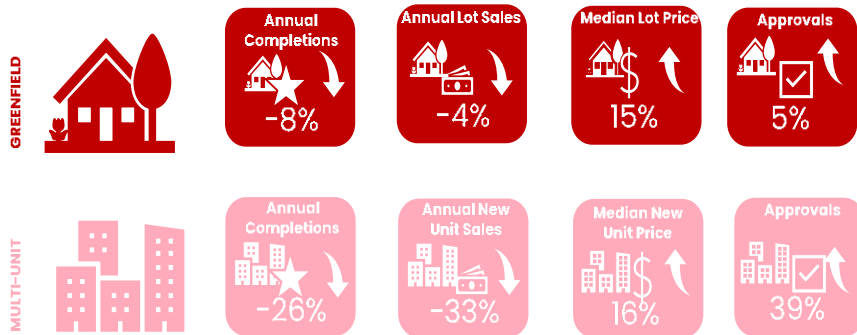 GREENFIELD
Annual
Completions
-8%
Annual Lot Sales
-4%
Median Lot Price
$
15%
Approvals
5%
MULTI-UNIT
Annual
Completions
-26%
Annual New
Unit Sales
-33%
Median New
Unit Price
$
16%
Approvals
39%